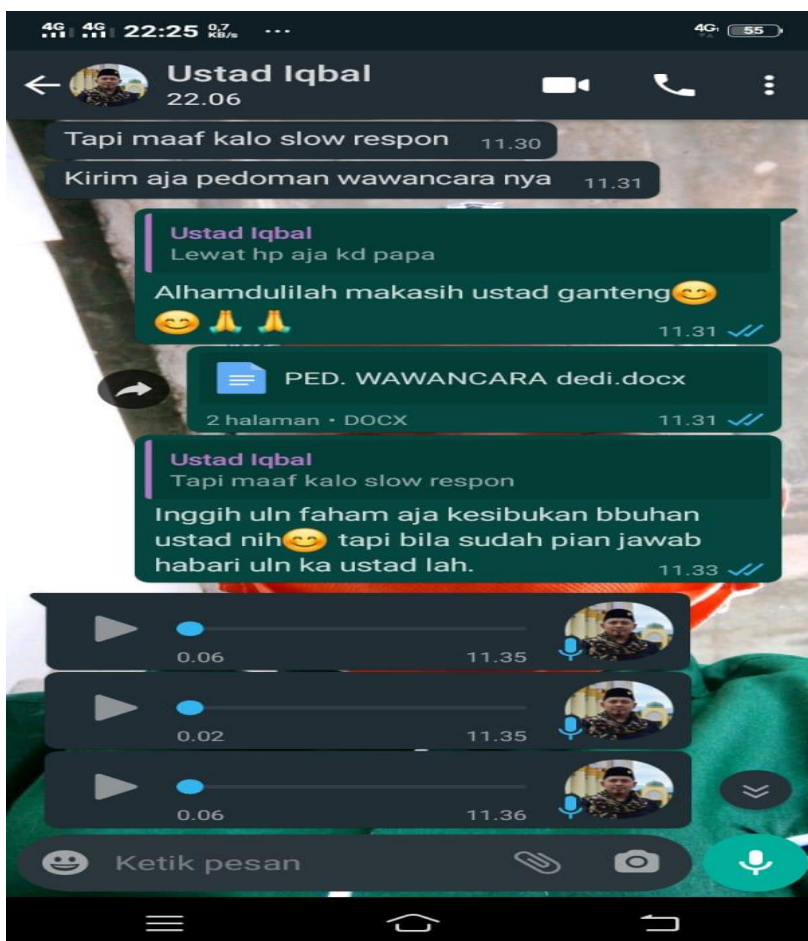 4G 4G 22:25 0,7 KB/s ... 4G 55
Ustad Iqbal
22.06
Tapi maaf kalo slow respon 11.30
Kirim aja pedoman wawancara nya 11.31
Ustad Iqbal
Lewat hp aja kd papa
Alhamdulilah makasih ustad ganteng😊
😊🙏🙏 11.31
PED. WAWANCARA dedi.docx
2 halaman • DOCX 11.31
Ustad Iqbal
Tapi maaf kalo slow respon
Inggih uln faham aja kesibukan bbuhan
ustad nih😊 tapi bila sudah pian jawab
habari uln ka ustad lah. 11.33
0.06 11.35
0.02 11.35
0.06 11.36
Ketik pesan